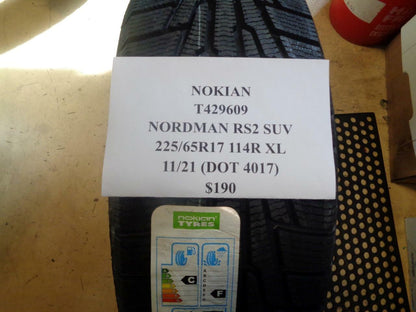 NOKIAN
T429609
NORDMAN RS2 SUV
225/65R17 114R XL
11/21 (DOT 4017)
$190
nokian
TYRES
C
F